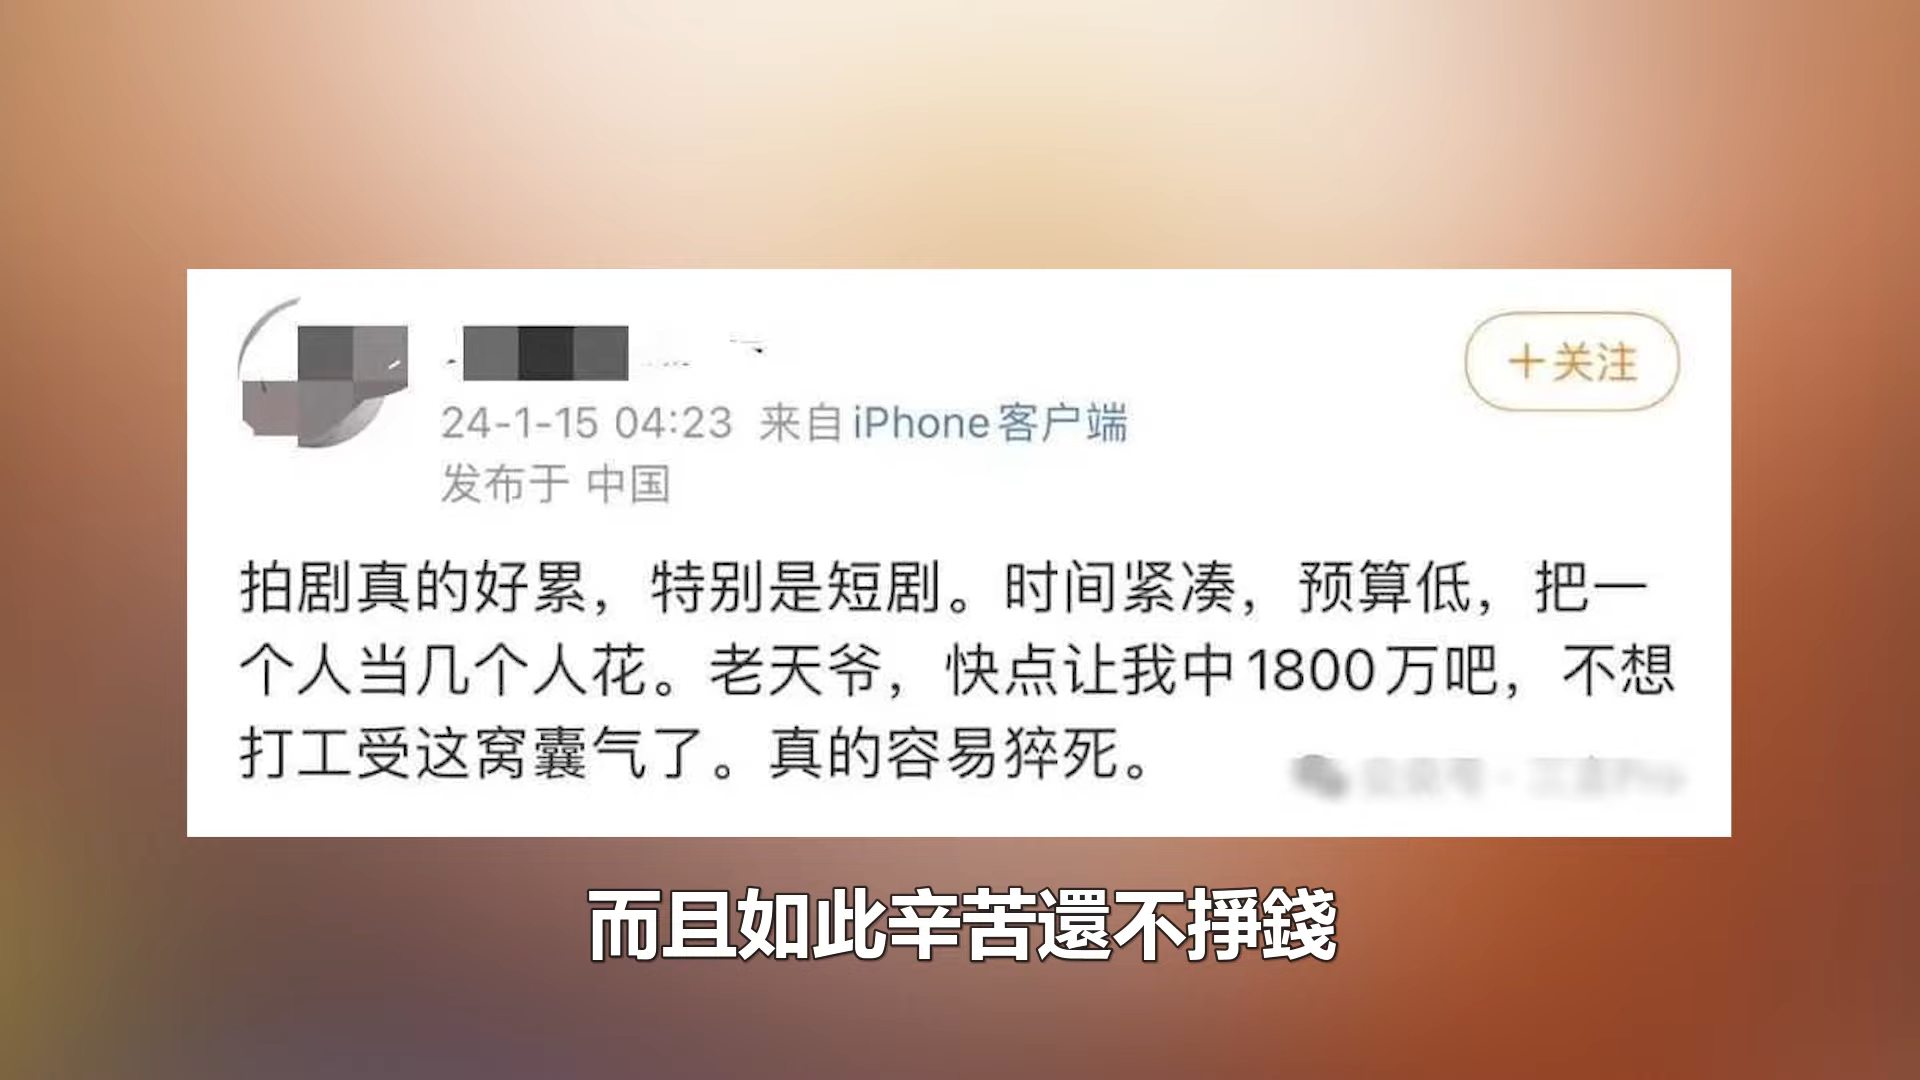 +关注
24-1-15 04:23 来自iPhone客户端
发布于 中国
拍剧真的好累，特别是短剧。时间紧凑，预算低，把一
个人当几个人花。老天爷，快点让我中1800万吧，不想
打工受这窝囊气了。真的容易猝死。
而且如此辛苦還不掙錢